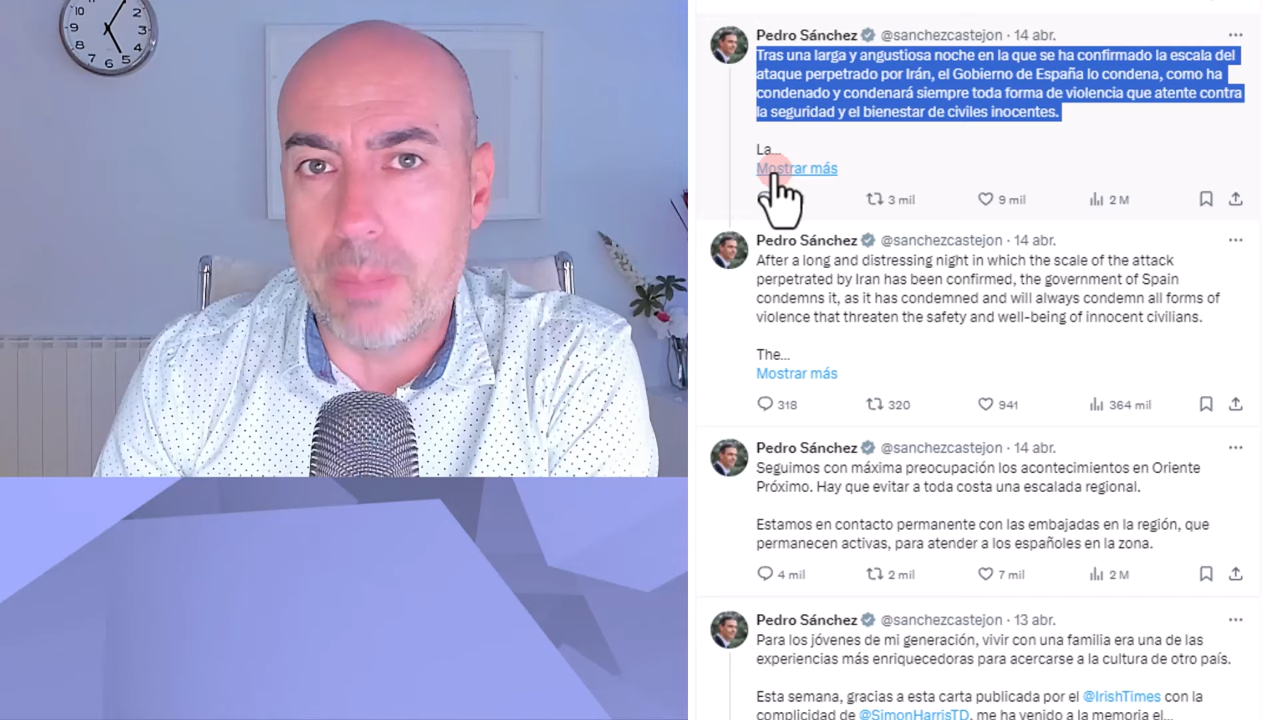 10
12
1
2
3
4
5
Pedro Sánchez @sanchezcastejon · 14 abr.
Tras una larga y angustiosa noche en la que se ha confirmado la escala del
ataque perpetrado por Irán, el Gobierno de España lo condena, como ha
condenado y condenará siempre toda forma de violencia que atente contra
la seguridad y el bienestar de civiles inocentes.
La...
Mostrar más
3 mil 9 mil 2 M
Pedro Sánchez @sanchezcastejon · 14 abr.
After a long and distressing night in which the scale of the attack
perpetrated by Iran has been confirmed, the government of Spain
condemns it, as it has condemned and will always condemn all forms of
violence that threaten the safety and well-being of innocent civilians.
The...
Mostrar más
318 320 941 364 mil
Pedro Sánchez @sanchezcastejon · 14 abr.
Seguimos con máxima preocupación los acontecimientos en Oriente
Próximo. Hay que evitar a toda costa una escalada regional.
Estamos en contacto permanente con las embajadas en la región, que
permanecen activas, para atender a los españoles en la zona.
4 mil 2 mil 7 mil 2 M
Pedro Sánchez @sanchezcastejon · 13 abr.
Para los jóvenes de mi generación, vivir con una familia era una de las
experiencias más enriquecedoras para acercarse a la cultura de otro país.
Esta semana, gracias a esta carta publicada por el @IrishTimes con la
complicidad de @SimonHarrisTD, me ha venido a la memoria el...